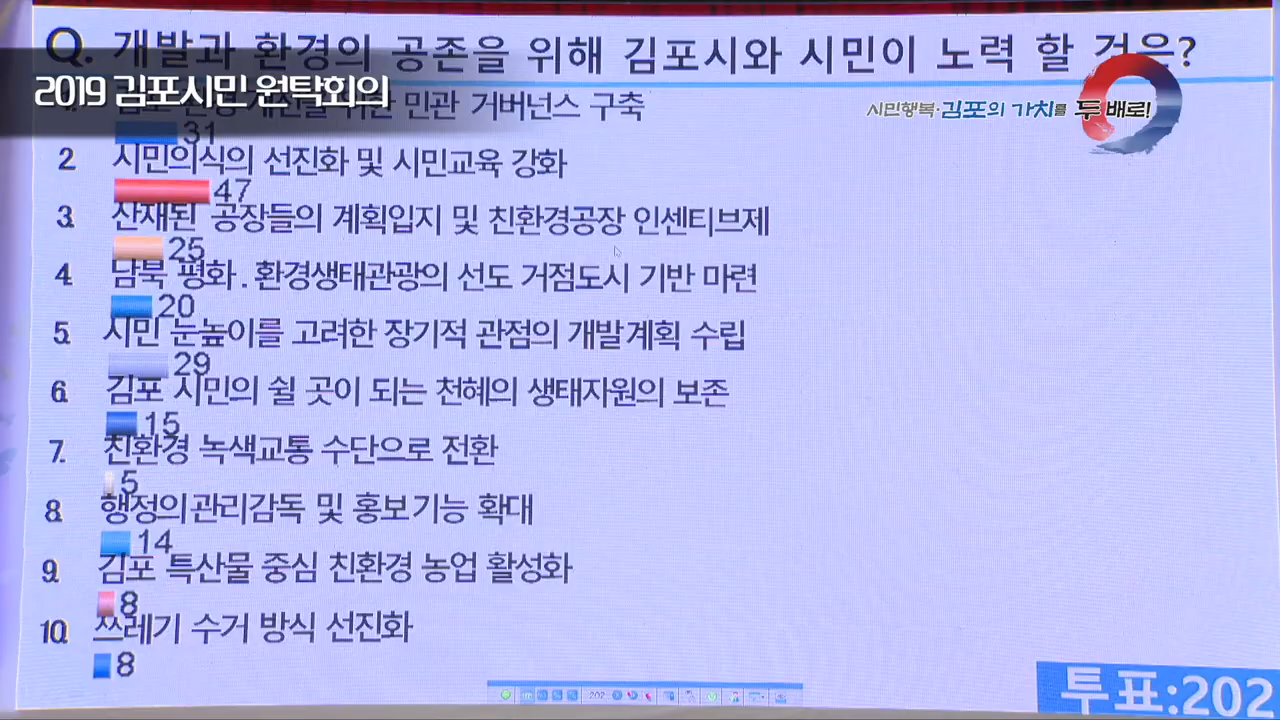 Q. 개발과 환경의 공존을 위해 김포시와 시민이 노력 할 것은?
2019 김포시민 원탁회의
민관 거버넌스 구축
시민행복·김포의 가치를 두 배로!
31
2. 시민의식의 선진화 및 시민교육 강화
47
3. 산재된 공장들의 계획입지 및 친환경공장 인센티브제
25
4. 남북 평화.환경생태관광의 선도 거점도시 기반 마련
20
5. 시민 눈높이를 고려한 장기적 관점의 개발계획 수립
29
6. 김포 시민의 쉴 곳이 되는 천혜의 생태자원의 보존
15
7. 친환경 녹색교통 수단으로 전환
5
8. 행정의관리감독 및 홍보기능 확대
14
9. 김포 특산물 중심 친환경 농업 활성화
8
10. 쓰레기 수거 방식 선진화
8
202
투표:202